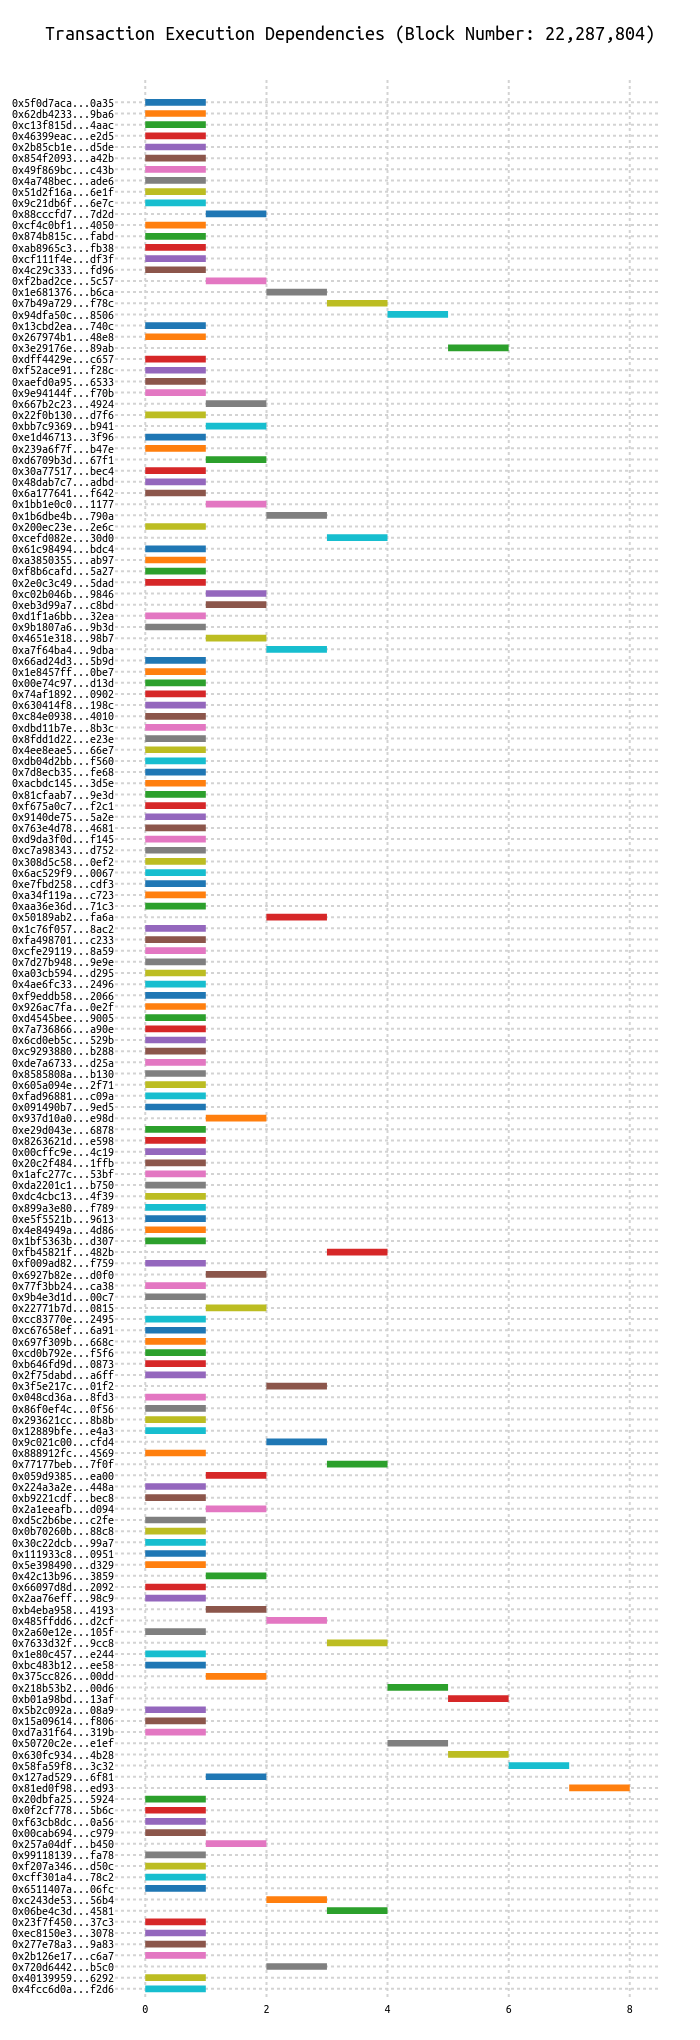 Transaction Execution Dependencies (Block Number: 22,287,804)
0x5f0d7aca...0a35
0x62db4233...9ba6
0xc13f815d...4aac
0x46399eac...e2d5
0x2b85cb1e...d5de
0x854f2093...a42b
0x49f869bc...c43b
0x4a748bec...ade6
0x51d2f16a...6e1f
0x9c21db6f...6e7c
0x88cccfd7...7d2d
0xcf4c0bf1...4050
0x874b815c...fabd
0xab8965c3...fb38
0xcf111f4e...df3f
0x4c29c333...fd96
0xf2bad2ce...5c57
0x1e681376...b6ca
0x7b49a729...f78c
0x94dfa50c...8506
0x13cbd2ea...740c
0x267974b1...48e8
0x3e29176e...89ab
0xdff4429e...c657
0xf52ace91...f28c
0xaefd0a95...6533
0x9e94144f...f70b
0x667b2c23...4924
0x22f0b130...d7f6
0xbb7c9369...b941
0xe1d46713...3f96
0x239a6f7f...b47e
0xd6709b3d...67f1
0x30a77517...bec4
0x48dab7c7...adbd
0x6a177641...f642
0x1bb1e0c0...1177
0x1b6dbe4b...790a
0x200ec23e...2e6c
0xcefd082e...30d0
0x61c98494...bdc4
0xa3850355...ab97
0xf8b6cafd...5a27
0x2e0c3c49...5dad
0xc02b046b...9846
0xeb3d99a7...c8bd
0xd1f1a6bb...32ea
0x9b1807a6...9b3d
0x4651e318...98b7
0xa7f64ba4...9dba
0x66ad24d3...5b9d
0x1e8457ff...0be7
0x00e74c97...d13d
0x74af1892...0902
0x630414f8...198c
0xc84e0938...4010
0xdbd11b7e...8b3c
0x8fdd1d22...e23e
0x4ee8eae5...66e7
0xdb04d2bb...f560
0x7d8ecb35...fe68
0xacbdc145...3d5e
0x81cfaab7...9e3d
0xf675a0c7...f2c1
0x9140de75...5a2e
0x763e4d78...4681
0xd9da3f0d...f145
0xc7a98343...d752
0x308d5c58...0ef2
0x6ac529f9...0067
0xe7fbd258...cdf3
0xa34f119a...c723
0xaa36e36d...71c3
0x50189ab2...fa6a
0x1c76f057...8ac2
0xfa498701...c233
0xcfe29119...8a59
0x7d27b948...9e9e
0xa03cb594...d295
0x4ae6fc33...2496
0xf9eddb58...2066
0x926ac7fa...0e2f
0xd4545bee...9005
0x7a736866...a90e
0x6cd0eb5c...529b
0xc9293880...b288
0xde7a6733...d25a
0x8585808a...b130
0x605a094e...2f71
0xfad96881...c09a
0x091490b7...9ed5
0x937d10a0...e98d
0xe29d043e...6878
0x8263621d...e598
0x00cffc9e...4c19
0x20c2f484...1ffb
0x1afc277c...53bf
0xda2201c1...b750
0xdc4cbc13...4f39
0x899a3e80...f789
0xe5f5521b...9613
0x4e84949a...4d86
0x1bf5363b...d307
0xfb45821f...482b
0xf009ad82...f759
0x6927b82e...d0f0
0x77f3bb24...ca38
0x9b4e3d1d...00c7
0x22771b7d...0815
0xcc83770e...2495
0xc67658ef...6a91
0x697f309b...668c
0xcd0b792e...f5f6
0xb646fd9d...0873
0x2f75dabd...a6ff
0x3f5e217c...01f2
0x048cd36a...8fd3
0x86f0ef4c...0f56
0x293621cc...8b8b
0x12889bfe...e4a3
0x9c021c00...cfd4
0x888912fc...4569
0x77177beb...7f0f
0x059d9385...ea00
0x224a3a2e...448a
0xb9221cdf...bec8
0x2a1eeafb...d094
0xd5c2b6be...c2fe
0x0b70260b...88c8
0x30c22dcb...99a7
0x111933c8...0951
0x5e398490...d329
0x42c13b96...3859
0x66097d8d...2092
0x2aa76eff...98c9
0xb4eba958...4193
0x485ffdd6...d2cf
0x2a60e12e...105f
0x7633d32f...9cc8
0x1e80c457...e244
0xbc483b12...ee58
0x375cc826...00dd
0x218b53b2...00d6
0xb01a98bd...13af
0x5b2c092a...08a9
0x15a09614...f806
0xd7a31f64...319b
0x50720c2e...e1ef
0x630fc934...4b28
0x58fa59f8...3c32
0x127ad529...6f81
0x81ed0f98...ed93
0x20dbfa25...5924
0x0f2cf778...5b6c
0xf63cb8dc...0a56
0x00cab694...c979
0x257a04df...b450
0x99118139...fa78
0xf207a346...d50c
0xcff301a4...78c2
0x6511407a...06fc
0xc243de53...56b4
0x06be4c3d...4581
0x23f7f450...37c3
0xec8150e3...3078
0x277e78a3...9a83
0x2b126e17...c6a7
0x720d6442...b5c0
0x40139959...6292
0x4fcc6d0a...f2d6
0 2 4 6 8